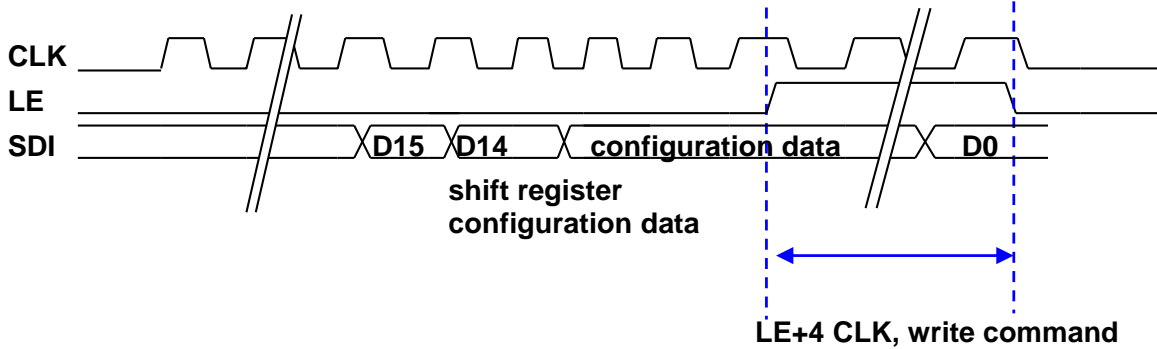 CLK
LE
SDI
D15 D14 configuration data D0
shift register
configuration data
LE+4 CLK, write command